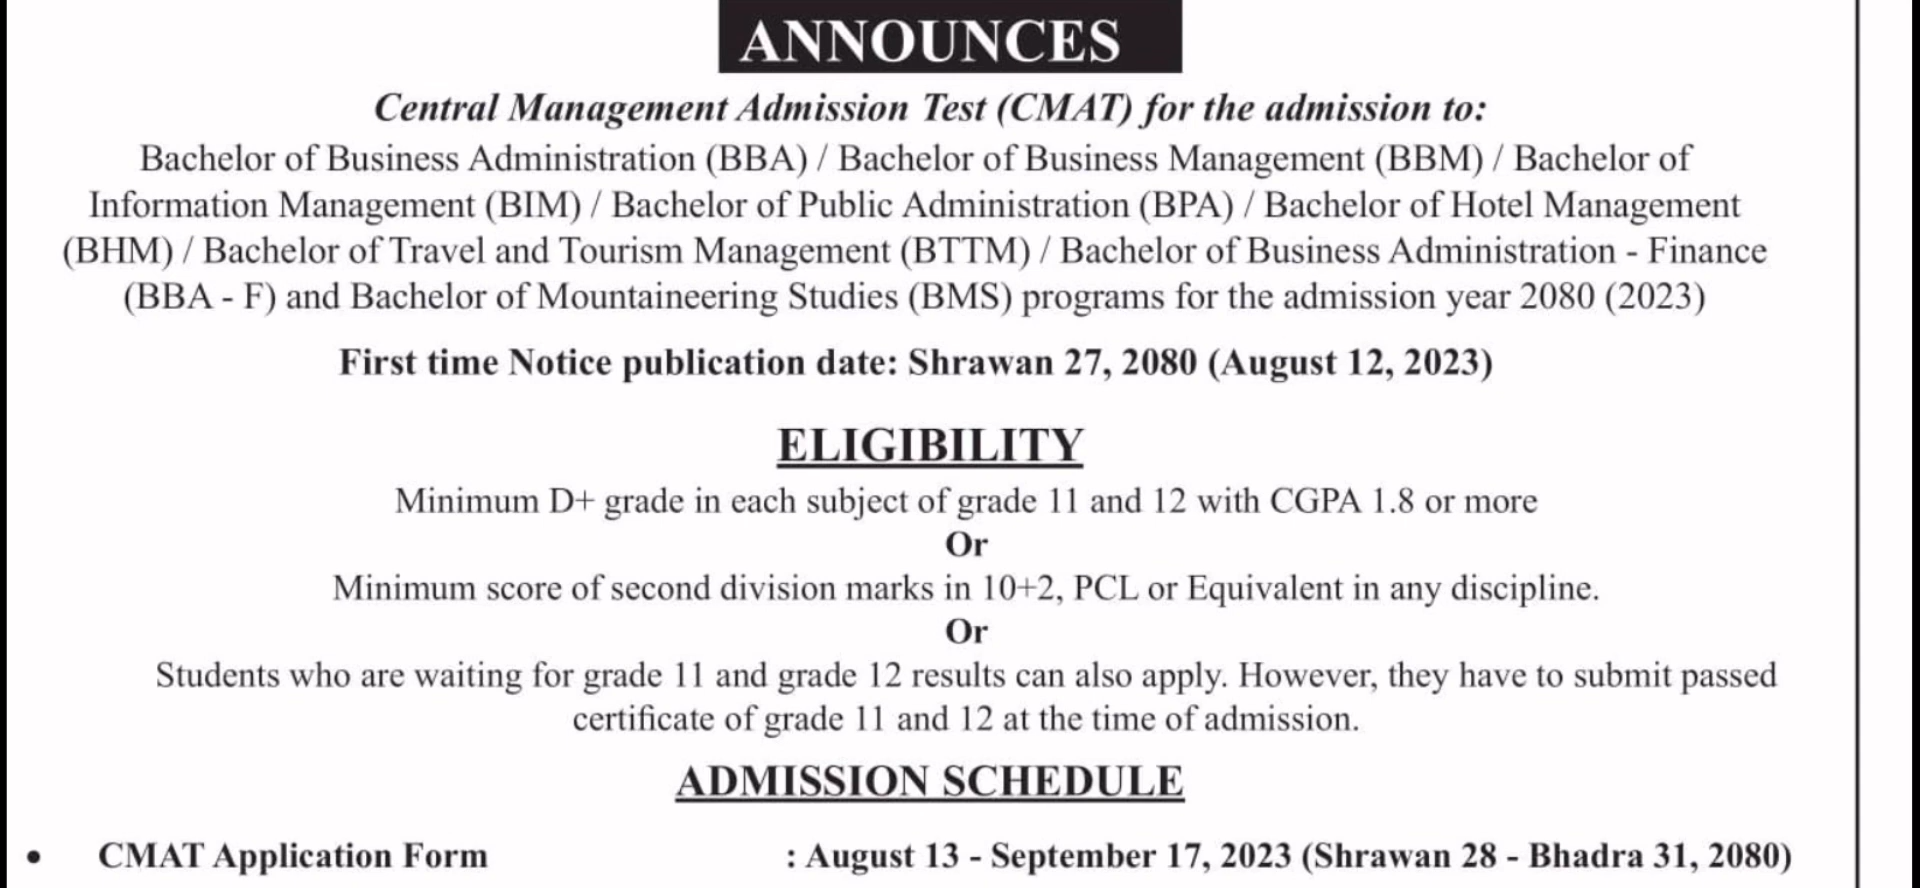 ANNOUNCES
Central Management Admission Test (CMAT) for the admission to:
Bachelor of Business Administration (BBA) / Bachelor of Business Management (BBM) / Bachelor of
Information Management (BIM) / Bachelor of Public Administration (BPA) / Bachelor of Hotel Management
(BHM) / Bachelor of Travel and Tourism Management (BTTM) / Bachelor of Business Administration - Finance
(BBA - F) and Bachelor of Mountaineering Studies (BMS) programs for the admission year 2080 (2023)
First time Notice publication date: Shrawan 27, 2080 (August 12, 2023)
ELIGIBILITY
Minimum D+ grade in each subject of grade 11 and 12 with CGPA 1.8 or more
Or
Minimum score of second division marks in 10+2, PCL or Equivalent in any discipline.
Or
Students who are waiting for grade 11 and grade 12 results can also apply. However, they have to submit passed
certificate of grade 11 and 12 at the time of admission.
ADMISSION SCHEDULE
• CMAT Application Form : August 13 - September 17, 2023 (Shrawan 28 - Bhadra 31, 2080)